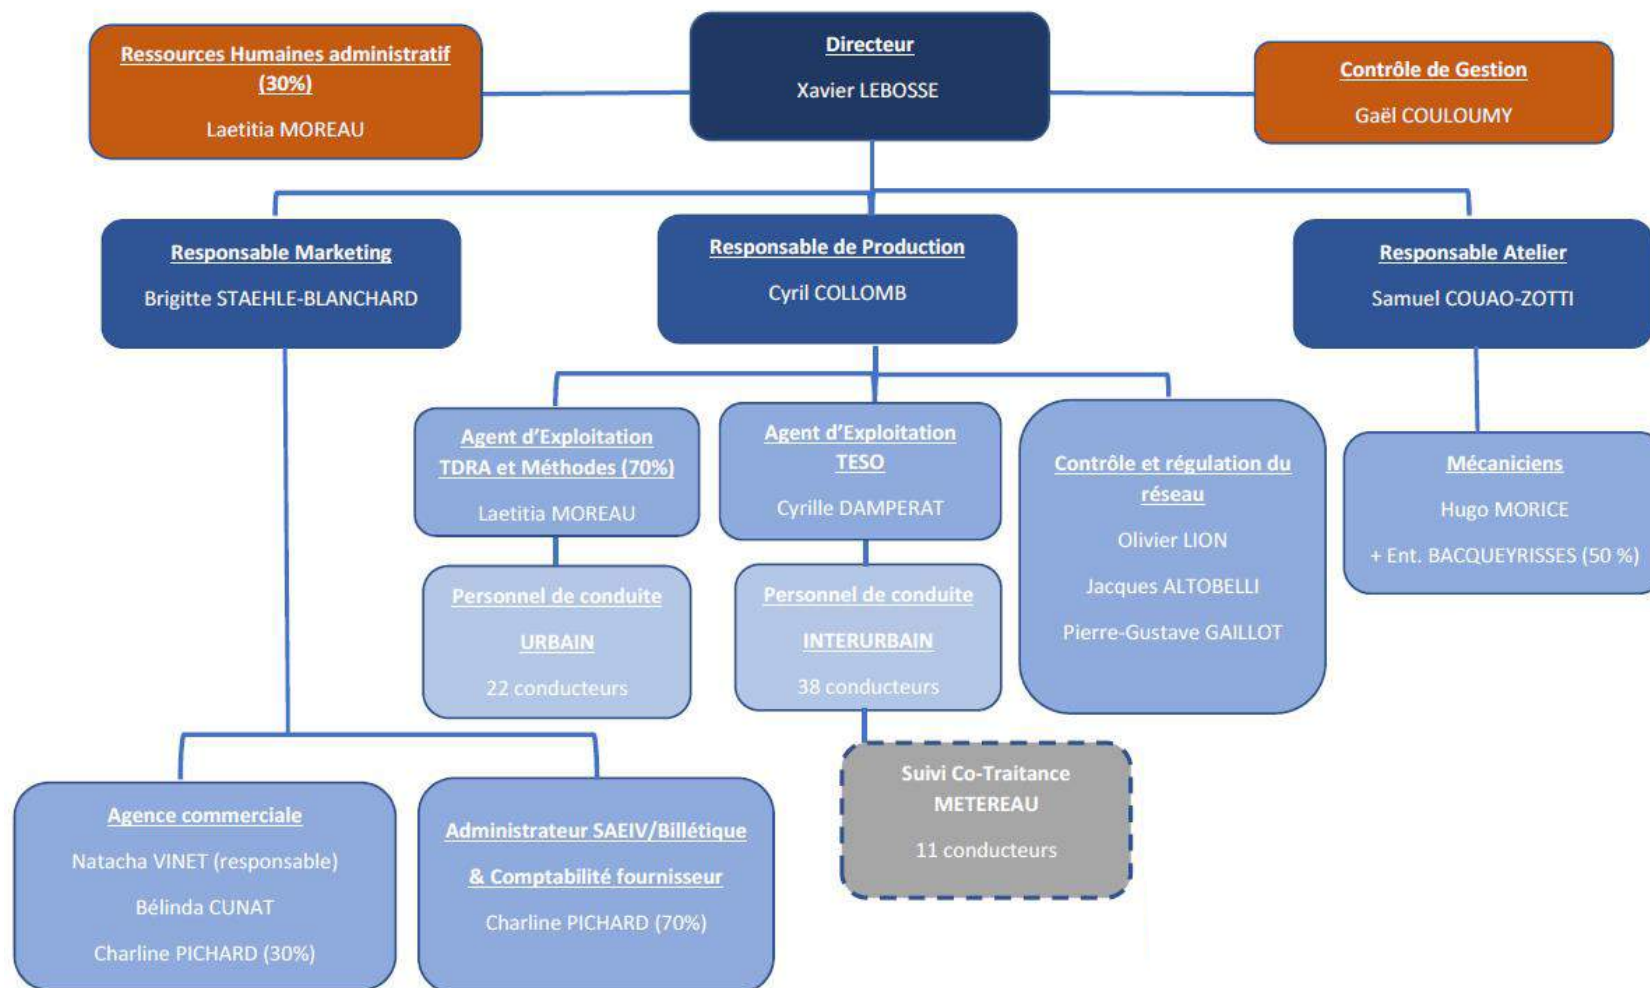 Ressources Humaines administratif
(30%)
Laetitia MOREAU
Directeur
Xavier LEBOSSE
Contrôle de Gestion
Gaël COULOUMY
Responsable Marketing
Brigitte STAEHLE-BLANCHARD
Responsable de Production
Cyril COLLOMB
Responsable Atelier
Samuel COUAO-ZOTTI
Agent d’Exploitation
TDRA et Méthodes (70%)
Laetitia MOREAU
Agent d’Exploitation
TESO
Cyrille DAMPERAT
Contrôle et régulation du
réseau
Olivier LION
Jacques ALTOBELLI
Pierre-Gustave GAILLOT
Mécaniciens
Hugo MORICE
+ Ent. BACQUEYRISSES (50 %)
Personnel de conduite
URBAIN
22 conducteurs
Personnel de conduite
INTERURBAIN
38 conducteurs
Suivi Co-Traitance
METEREAU
11 conducteurs
Agence commerciale
Natacha VINET (responsable)
Bélinda CUNAT
Charline PICHARD (30%)
Administrateur SAEIV/Billétique
& Comptabilité fournisseur
Charline PICHARD (70%)